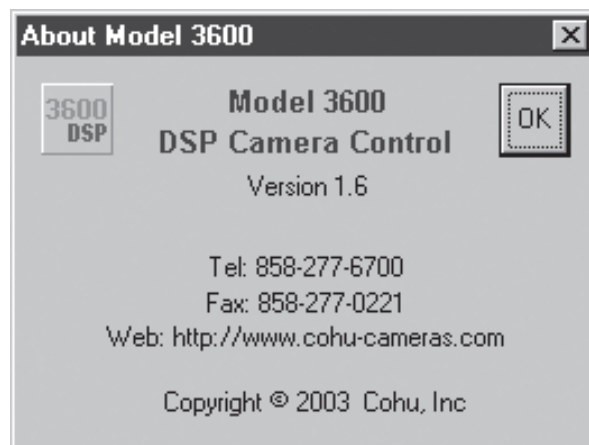 About Model 3600
3600
DSP
Model 3600
DSP Camera Control
OK
Version 1.6
Tel: 858-277-6700
Fax: 858-277-0221
Web: http://www.cohu-cameras.com
Copyright © 2003 Cohu, Inc